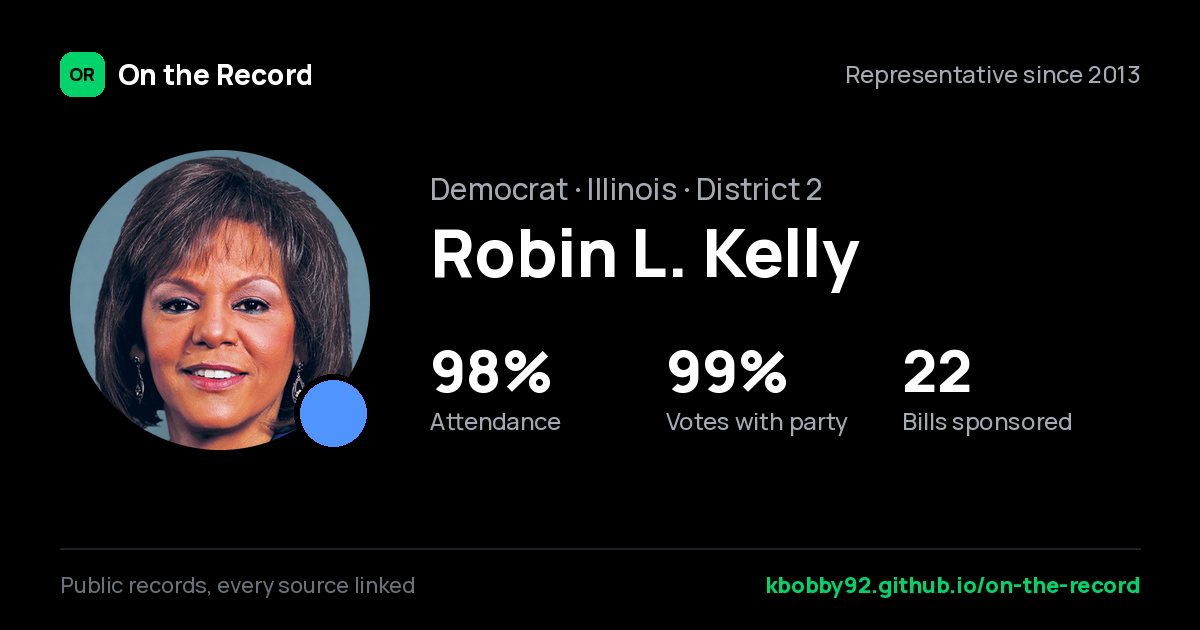 OR On the Record
Representative since 2013
Democrat · Illinois · District 2
Robin L. Kelly
98% 99% 22
Attendance Votes with party Bills sponsored
Public records, every source linked
kbobby92.github.io/on-the-record